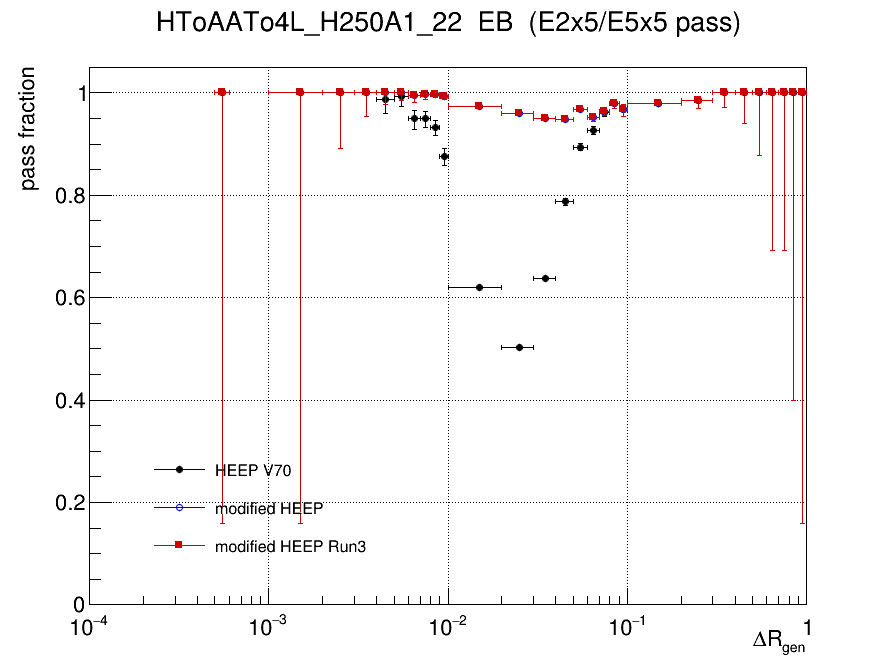 HToAATo4L_H250A1_22 EB (E2x5/E5x5 pass)
pass fraction
1
0.8
0.6
0.4
0.2
0
HEEP V70
modified HEEP
modified HEEP Run3
10⁻⁴ 10⁻³ 10⁻² 10⁻¹ 1
ΔR_gen